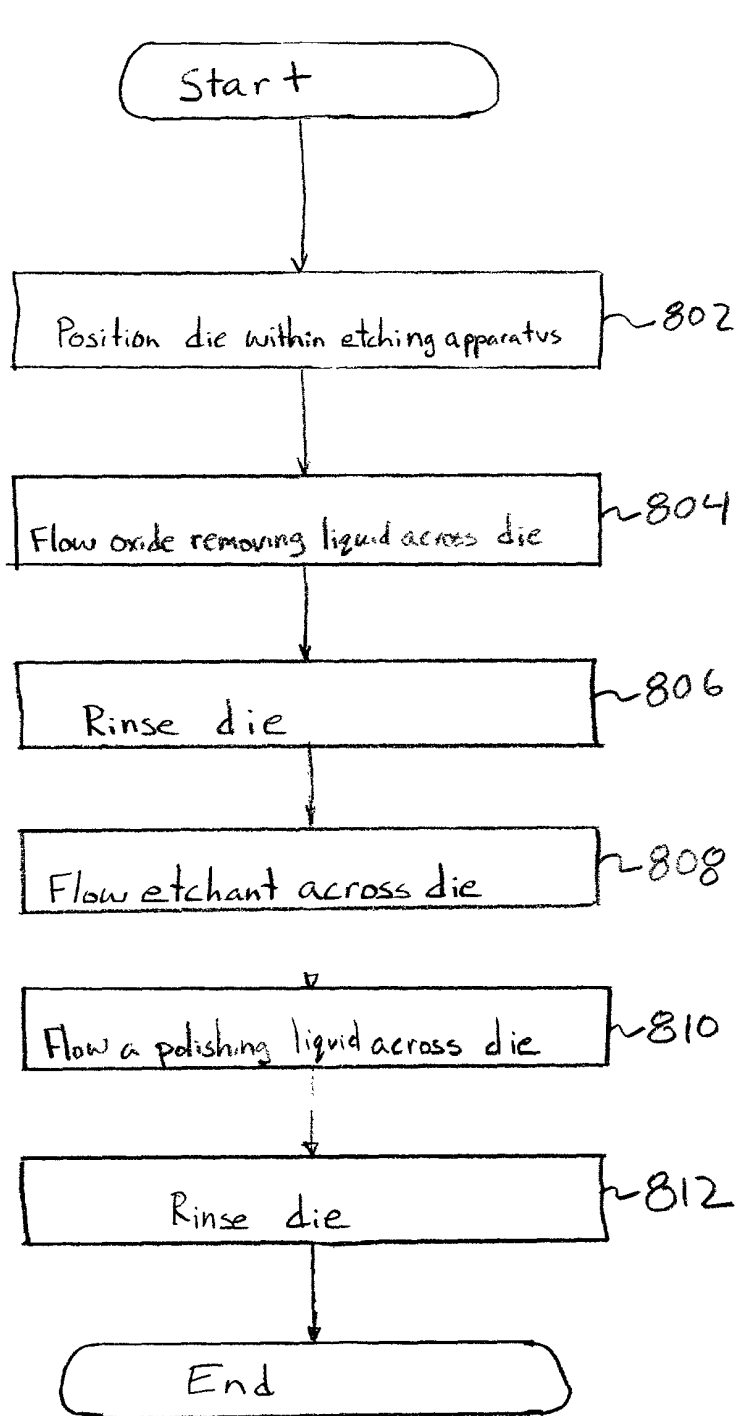 Start
Position die within etching apparatus
802
Flow oxide removing liquid across die
804
Rinse die
806
Flow etchant across die
808
Flow a polishing liquid across die
810
Rinse die
812
End